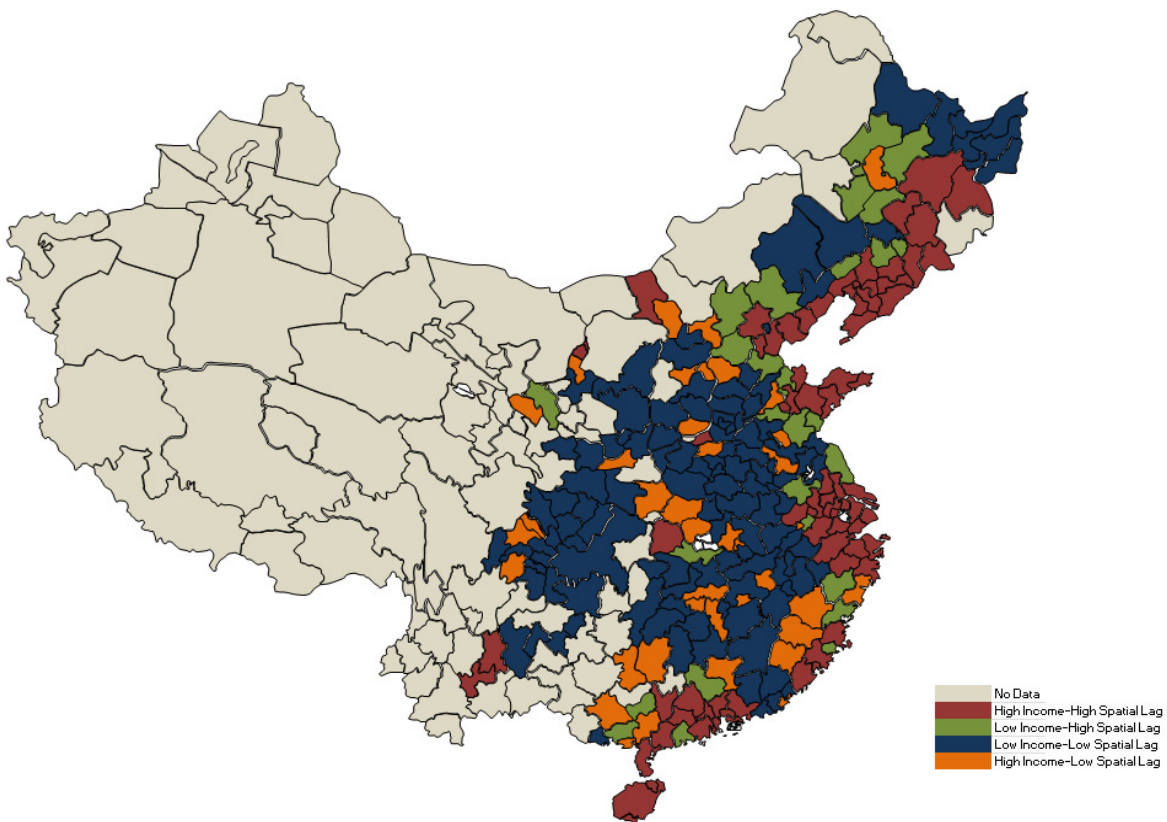 No Data
High Income-High Spatial Lag
Low Income-High Spatial Lag
Low Income-Low Spatial Lag
High Income-Low Spatial Lag